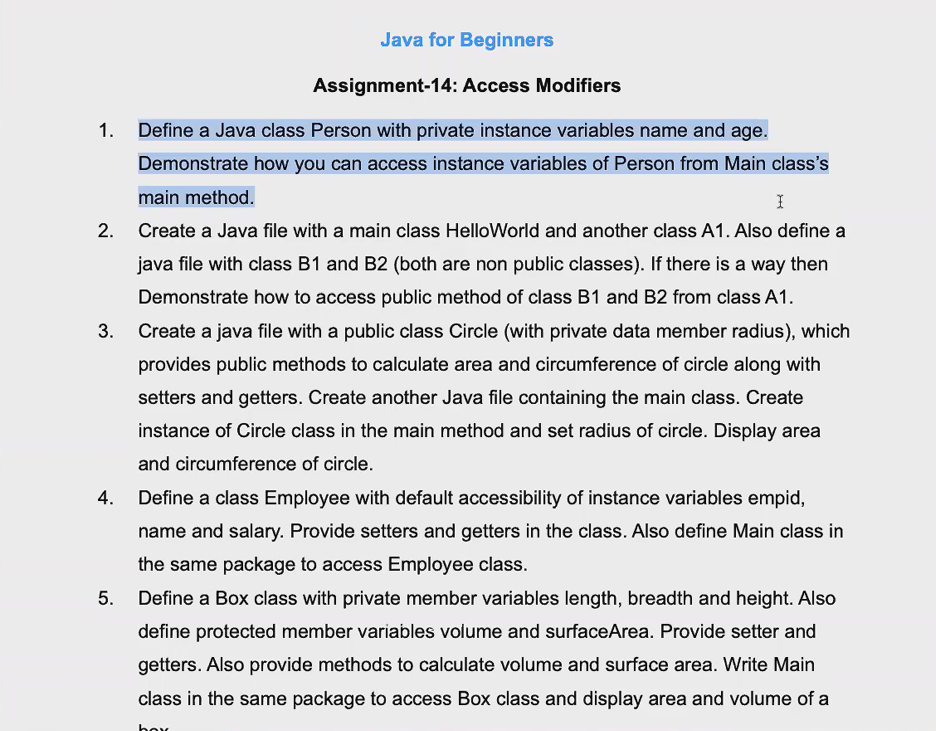 Java for Beginners
Assignment-14: Access Modifiers
1. Define a Java class Person with private instance variables name and age.
Demonstrate how you can access instance variables of Person from Main class’s
main method.
2. Create a Java file with a main class HelloWorld and another class A1. Also define a
java file with class B1 and B2 (both are non public classes). If there is a way then
Demonstrate how to access public method of class B1 and B2 from class A1.
3. Create a java file with a public class Circle (with private data member radius), which
provides public methods to calculate area and circumference of circle along with
setters and getters. Create another Java file containing the main class. Create
instance of Circle class in the main method and set radius of circle. Display area
and circumference of circle.
4. Define a class Employee with default accessibility of instance variables empid,
name and salary. Provide setters and getters in the class. Also define Main class in
the same package to access Employee class.
5. Define a Box class with private member variables length, breadth and height. Also
define protected member variables volume and surfaceArea. Provide setter and
getters. Also provide methods to calculate volume and surface area. Write Main
class in the same package to access Box class and display area and volume of a
box.